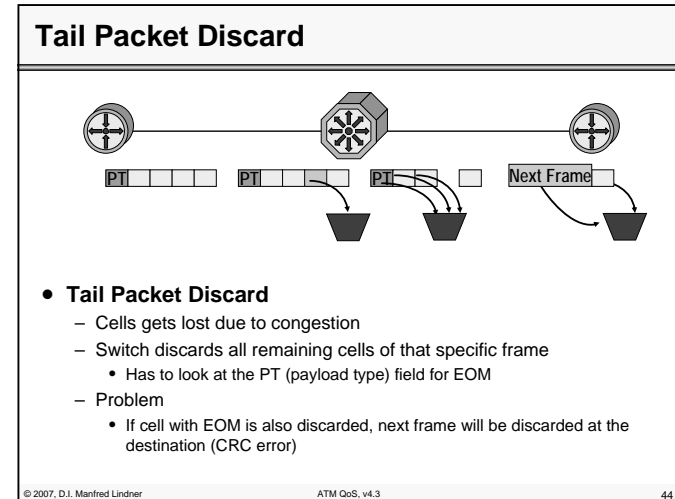 Tail Packet Discard
PT PT PT Next Frame
• Tail Packet Discard
– Cells gets lost due to congestion
– Switch discards all remaining cells of that specific frame
• Has to look at the PT (payload type) field for EOM
– Problem
• If cell with EOM is also discarded, next frame will be discarded at the
destination (CRC error)
© 2007, D.I. Manfred Lindner ATM QoS, v4.3 44